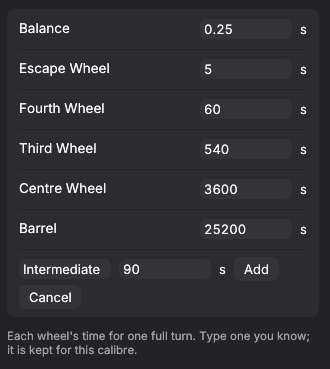 Balance 0.25 s
Escape Wheel 5 s
Fourth Wheel 60 s
Third Wheel 540 s
Centre Wheel 3600 s
Barrel 25200 s
Intermediate 90 s Add
Cancel
Each wheel's time for one full turn. Type one you know;
it is kept for this calibre.